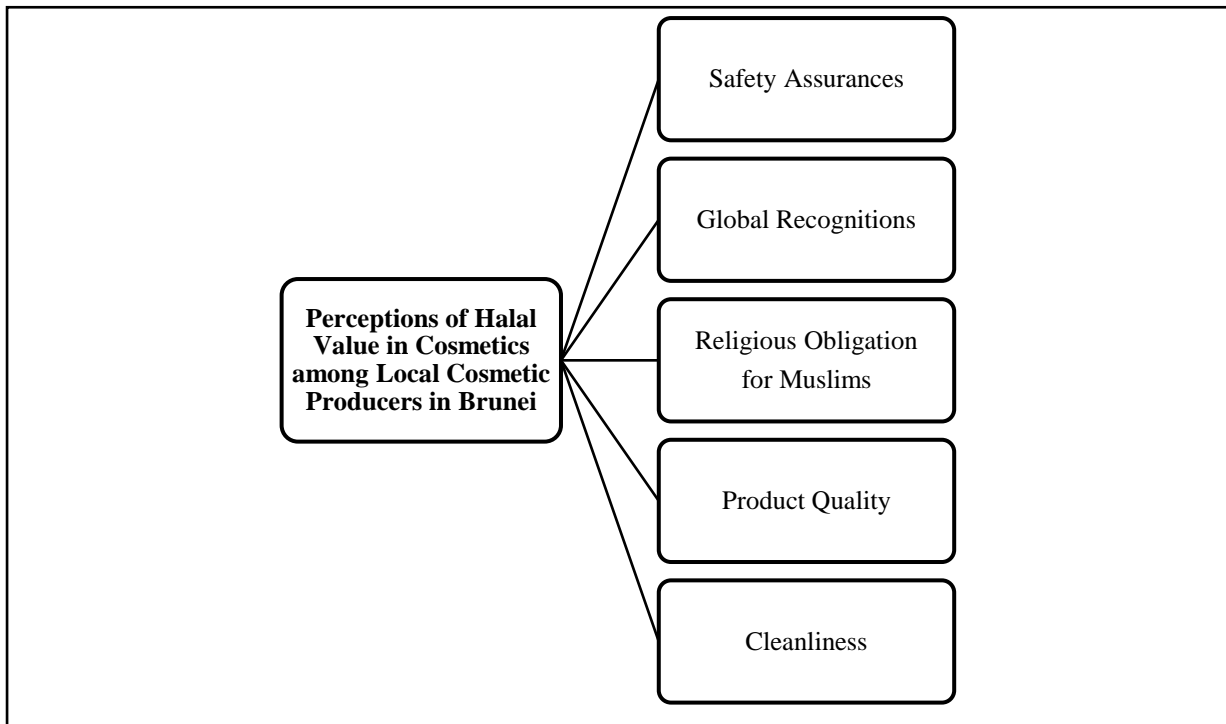 Perceptions of Halal
Value in Cosmetics
among Local Cosmetic
Producers in Brunei
Safety Assurances
Global Recognitions
Religious Obligation
for Muslims
Product Quality
Cleanliness